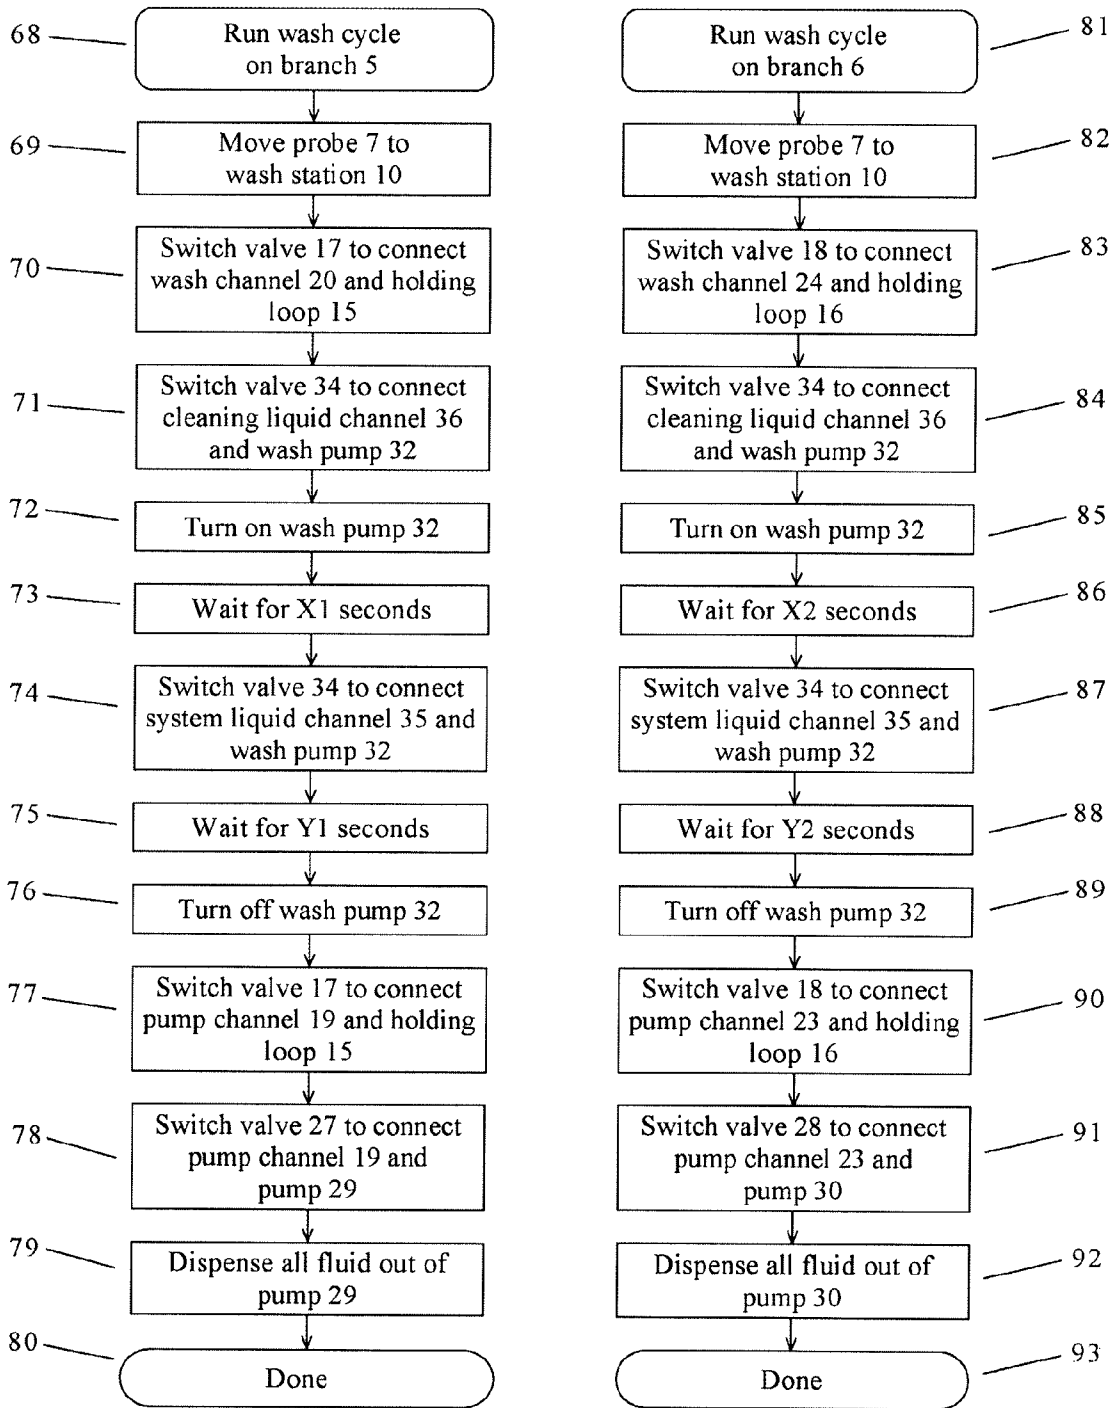 68
Run wash cycle
on branch 5
69
Move probe 7 to
wash station 10
70
Switch valve 17 to connect
wash channel 20 and holding
loop 15
71
Switch valve 34 to connect
cleaning liquid channel 36
and wash pump 32
72
Turn on wash pump 32
73
Wait for X1 seconds
74
Switch valve 34 to connect
system liquid channel 35 and
wash pump 32
75
Wait for Y1 seconds
76
Turn off wash pump 32
77
Switch valve 17 to connect
pump channel 19 and holding
loop 15
78
Switch valve 27 to connect
pump channel 19 and
pump 29
79
Dispense all fluid out of
pump 29
80
Done
81
Run wash cycle
on branch 6
82
Move probe 7 to
wash station 10
83
Switch valve 18 to connect
wash channel 24 and holding
loop 16
84
Switch valve 34 to connect
cleaning liquid channel 36
and wash pump 32
85
Turn on wash pump 32
86
Wait for X2 seconds
87
Switch valve 34 to connect
system liquid channel 35 and
wash pump 32
88
Wait for Y2 seconds
89
Turn off wash pump 32
90
Switch valve 18 to connect
pump channel 23 and holding
loop 16
91
Switch valve 28 to connect
pump channel 23 and
pump 30
92
Dispense all fluid out of
pump 30
93
Done